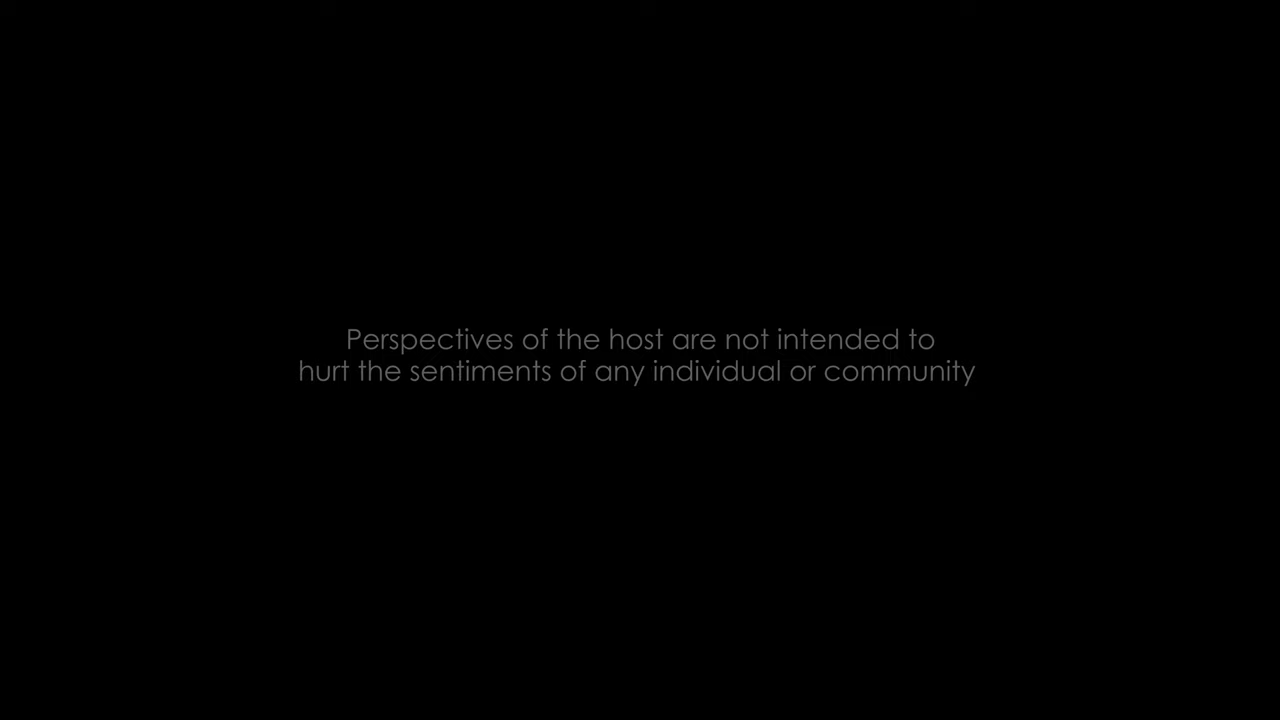 Perspectives of the host are not intended to
hurt the sentiments of any individual or community